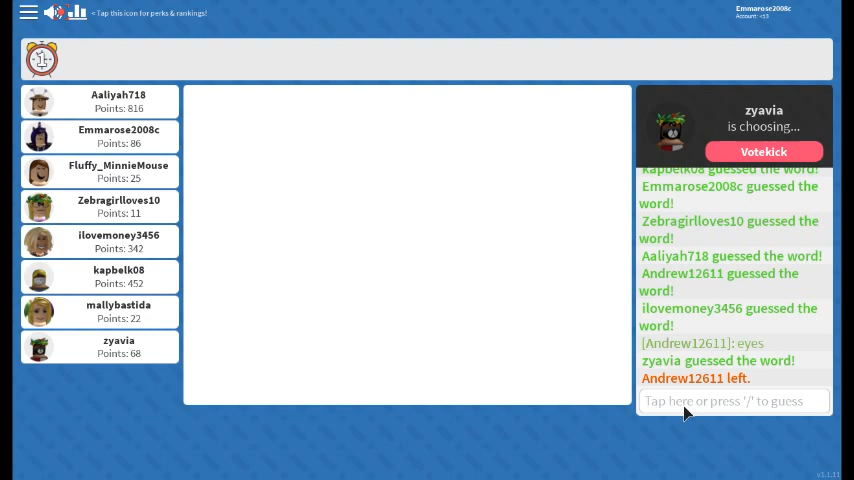 < Tap this icon for perks & rankings!
Emmarose2008c
Account: <13
1
Aaliyah718
Points: 816
Emmarose2008c
Points: 86
Fluffy_MinnieMouse
Points: 25
Zebragirlloves10
Points: 11
ilovemoney3456
Points: 342
kapbelk08
Points: 452
mallybastida
Points: 22
zyavia
Points: 68
zyavia
is choosing...
Votekick
kapbelk08 guessed the word!
Emmarose2008c guessed the
word!
Zebragirlloves10 guessed the
word!
Aaliyah718 guessed the word!
Andrew12611 guessed the
word!
ilovemoney3456 guessed the
word!
[Andrew12611]: eyes
zyavia guessed the word!
Andrew12611 left.
Tap here or press '/' to guess
v1.1.11